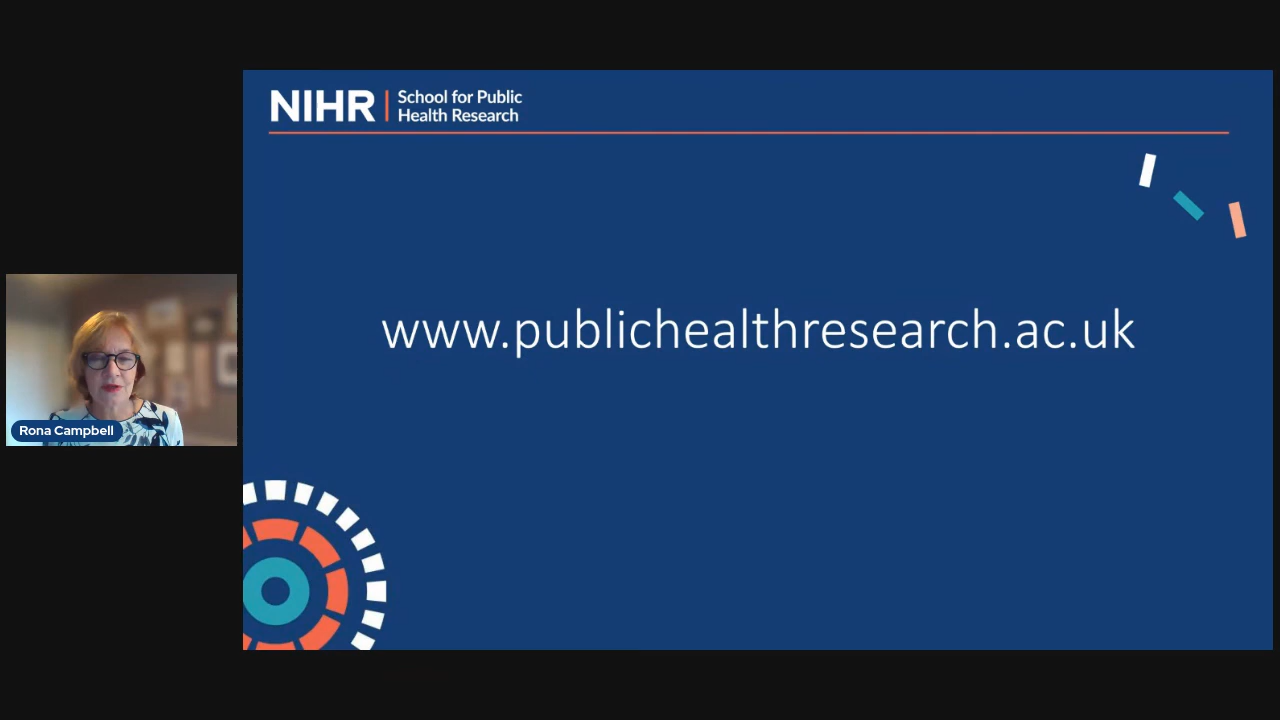 NIHR | School for Public
Health Research
www.publichealthresearch.ac.uk
Rona Campbell